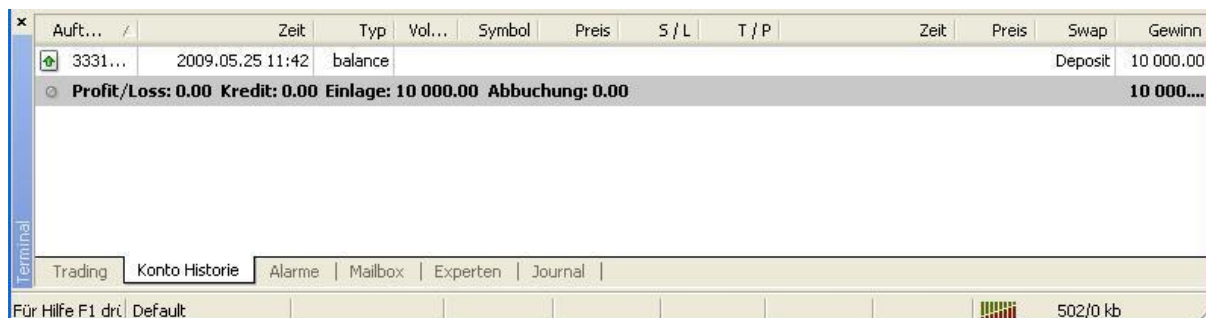 Auft... Zeit Typ Vol... Symbol Preis S / L T / P Zeit Preis Swap Gewinn
3331... 2009.05.25 11:42 balance Deposit 10 000.00
Profit/Loss: 0.00 Kredit: 0.00 Einlage: 10 000.00 Abbuchung: 0.00 10 000....
Terminal
Trading Konto Historie Alarme Mailbox Experten Journal
Für Hilfe F1 drü Default 502/0 kb